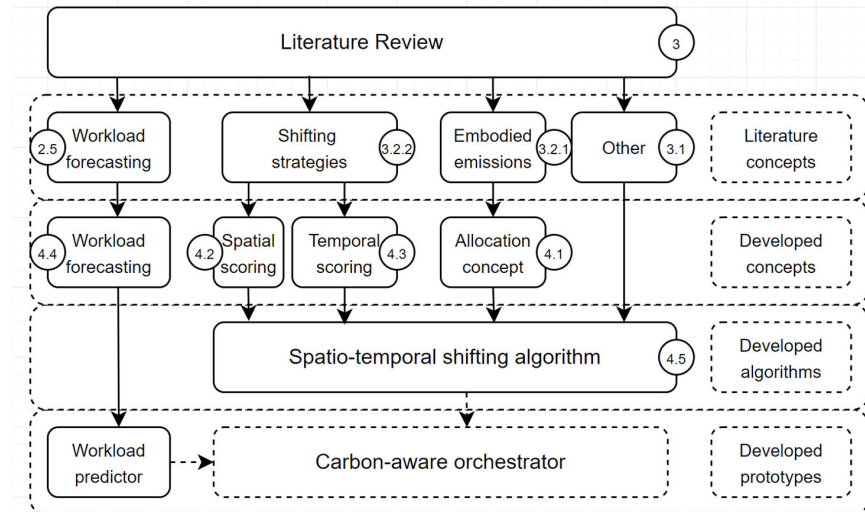 Literature Review
3
Workload
forecasting
2.5
Shifting
strategies
3.2.2
Embodied
emissions
3.2.1
Other
3.1
Literature
concepts
4.4
Workload
forecasting
4.2
Spatial
scoring
Temporal
scoring
4.3
Allocation
concept
4.1
Developed
concepts
Spatio-temporal shifting algorithm
4.5
Developed
algorithms
Workload
predictor
Carbon-aware orchestrator
Developed
prototypes